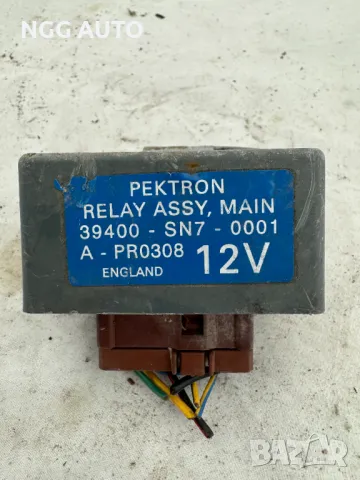 NGG AUTO
PEKTRON
RELAY ASSY, MAIN
39400 - SN7 - 0001
A - PR0308 12V
ENGLAND
BAZAR